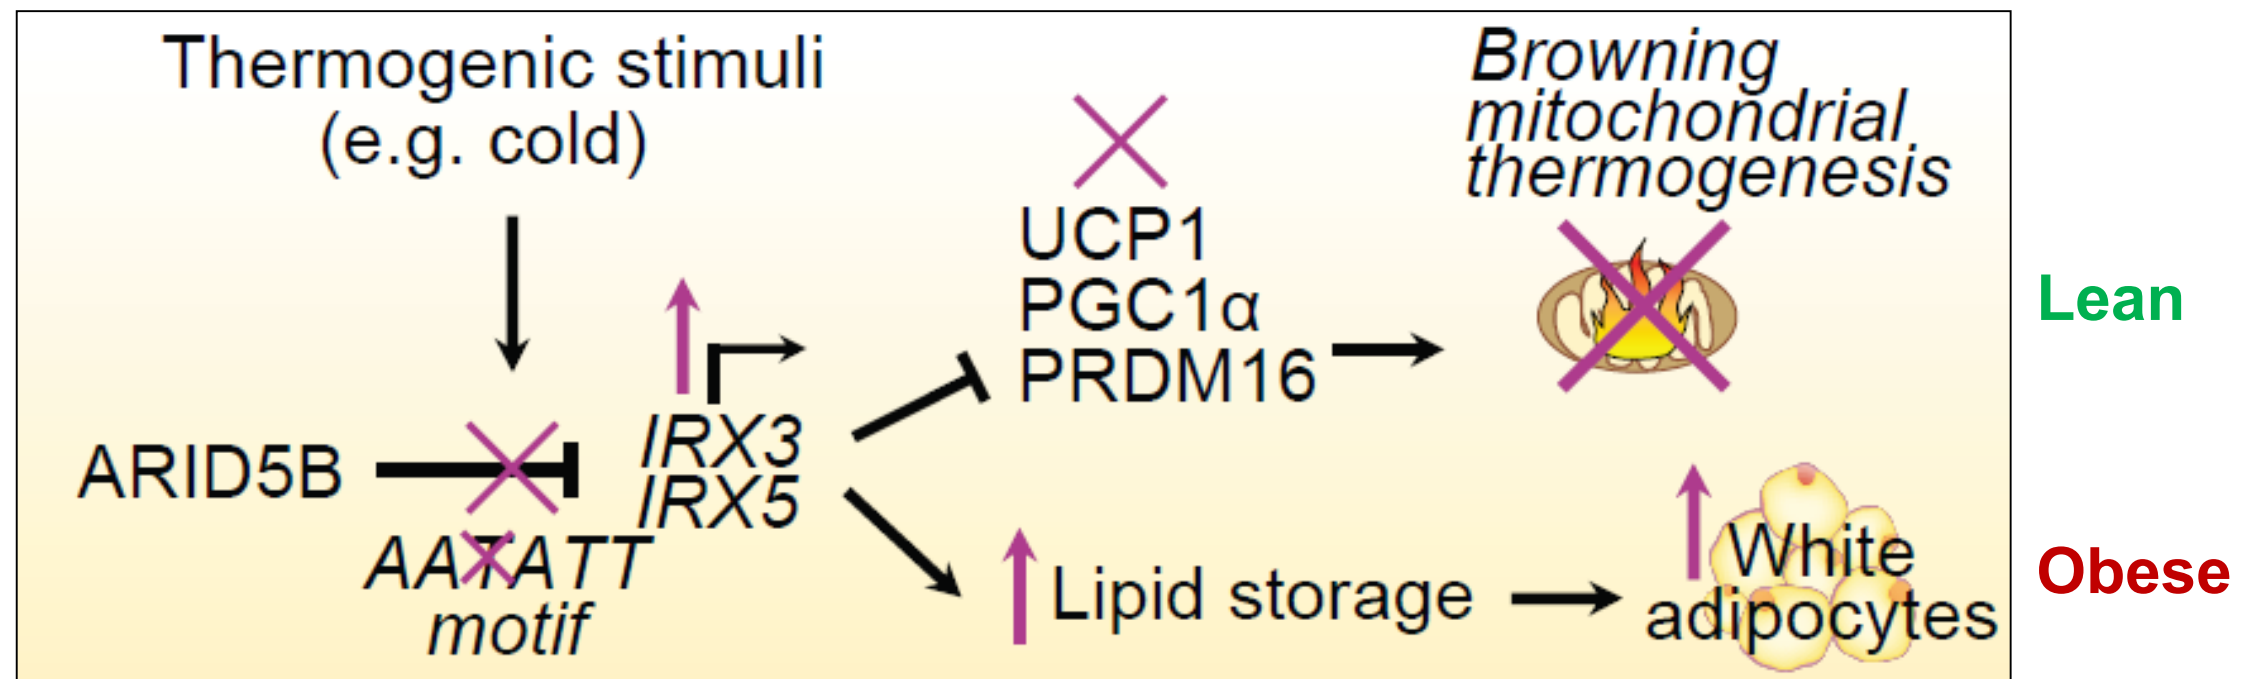 Thermogenic stimuli
(e.g. cold)
Browning
mitochondrial
thermogenesis
UCP1
PGC1α
PRDM16
Lean
ARID5B
IRX3
IRX5
AATATT
motif
Lipid storage
White
adipocytes
Obese